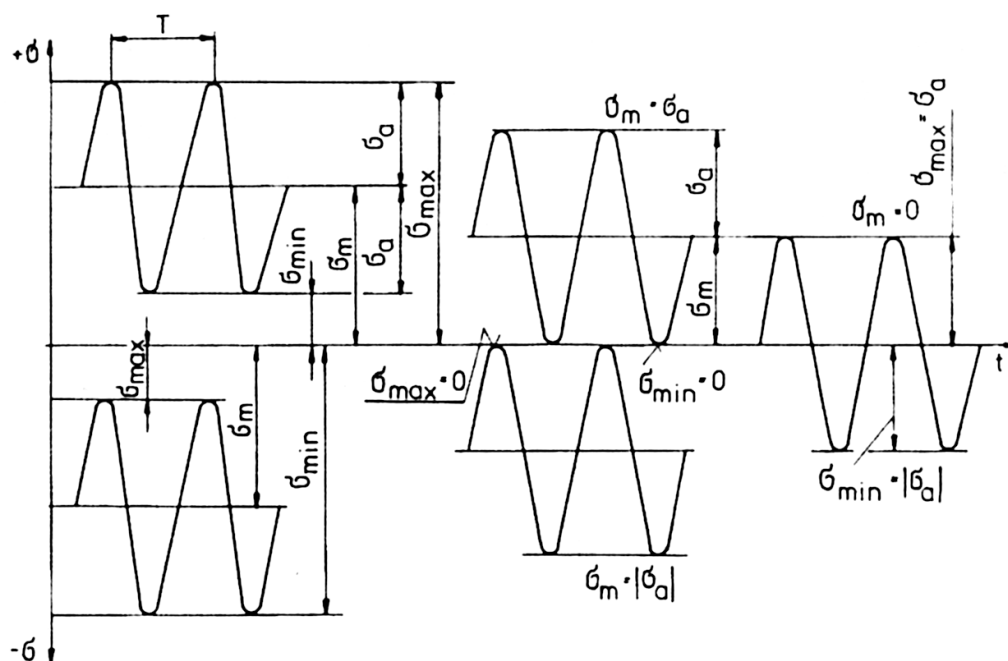 T
+σ
σa
σmax
σm = σa
σa
σmax = σa
σm = 0
σmin
σm
σa
σm
σmax
σm
σmin
σmax = 0
σmin = 0
t
σmin = |σa|
σm = |σa|
-σ